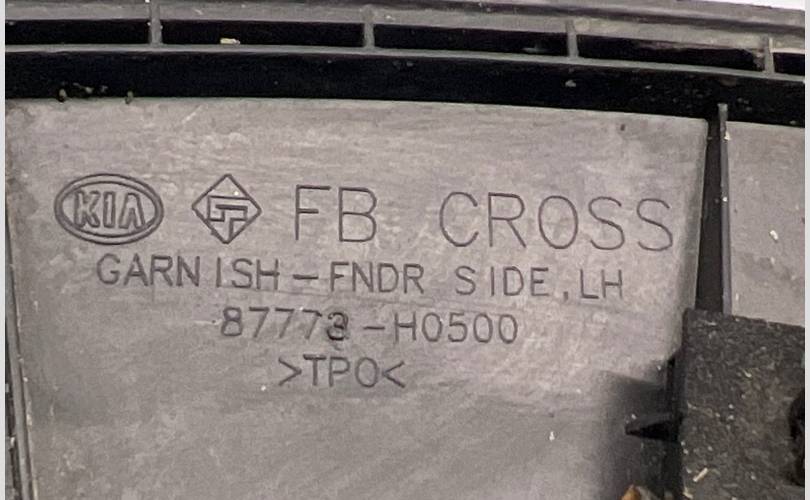 KIA FB CROSS
GARNISH-FNDR SIDE,LH
87773-H0500
>TPO<